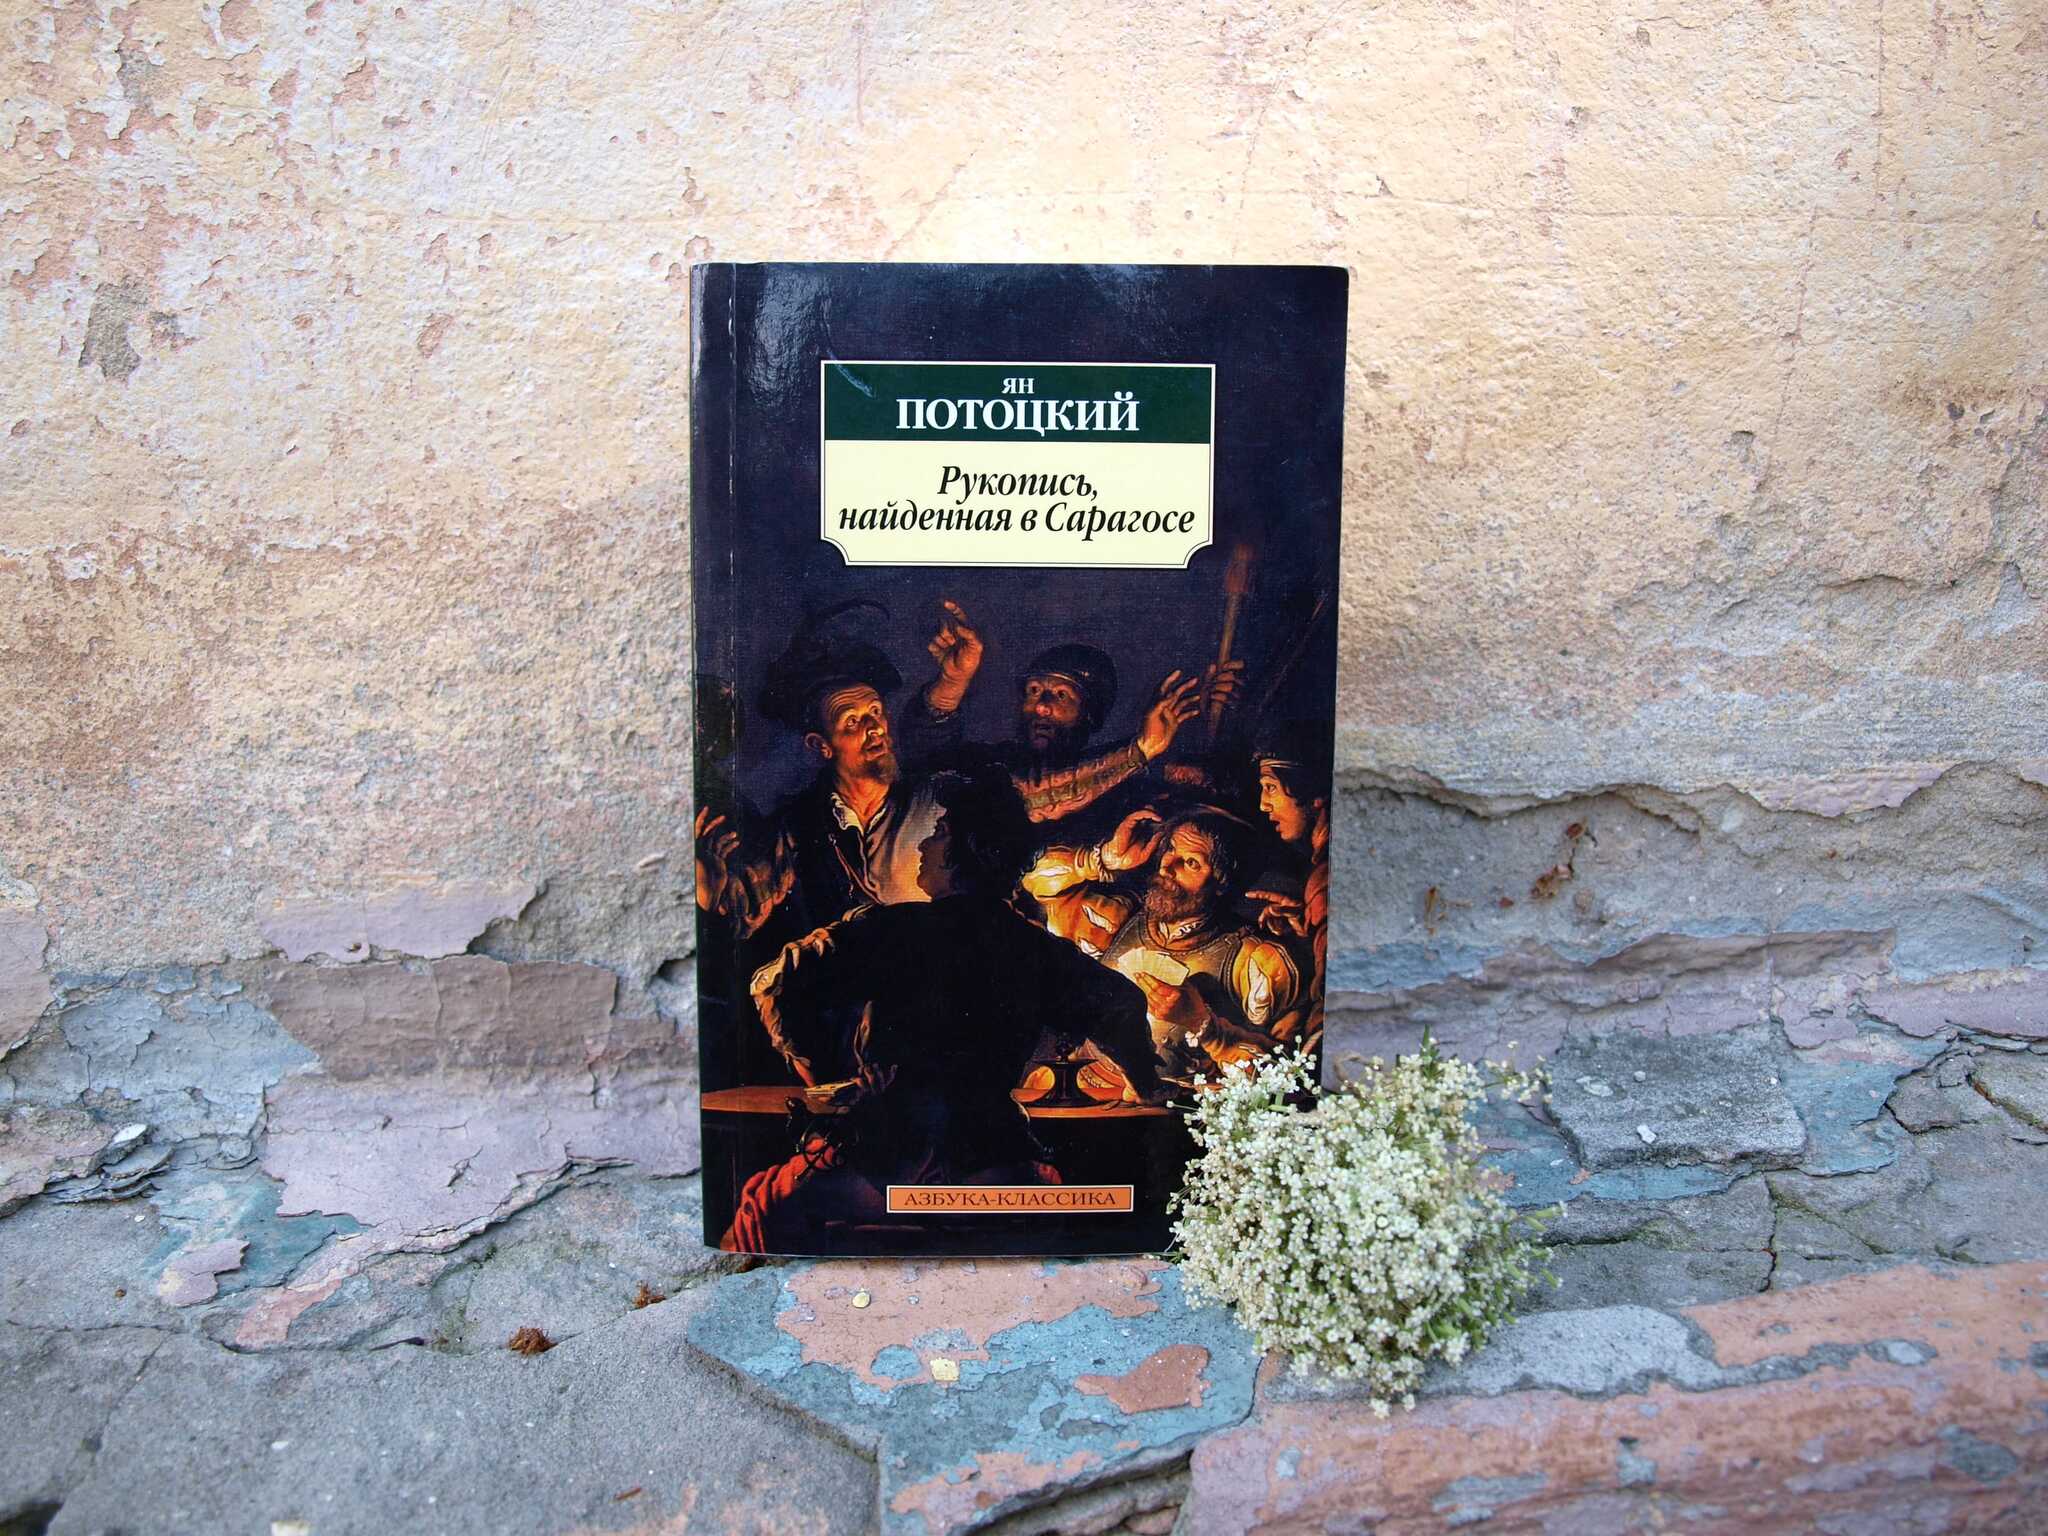 ЯН
ПОТОЦКИЙ
Рукопись,
найденная в Сарагосе
АЗБУКА-КЛАССИКА